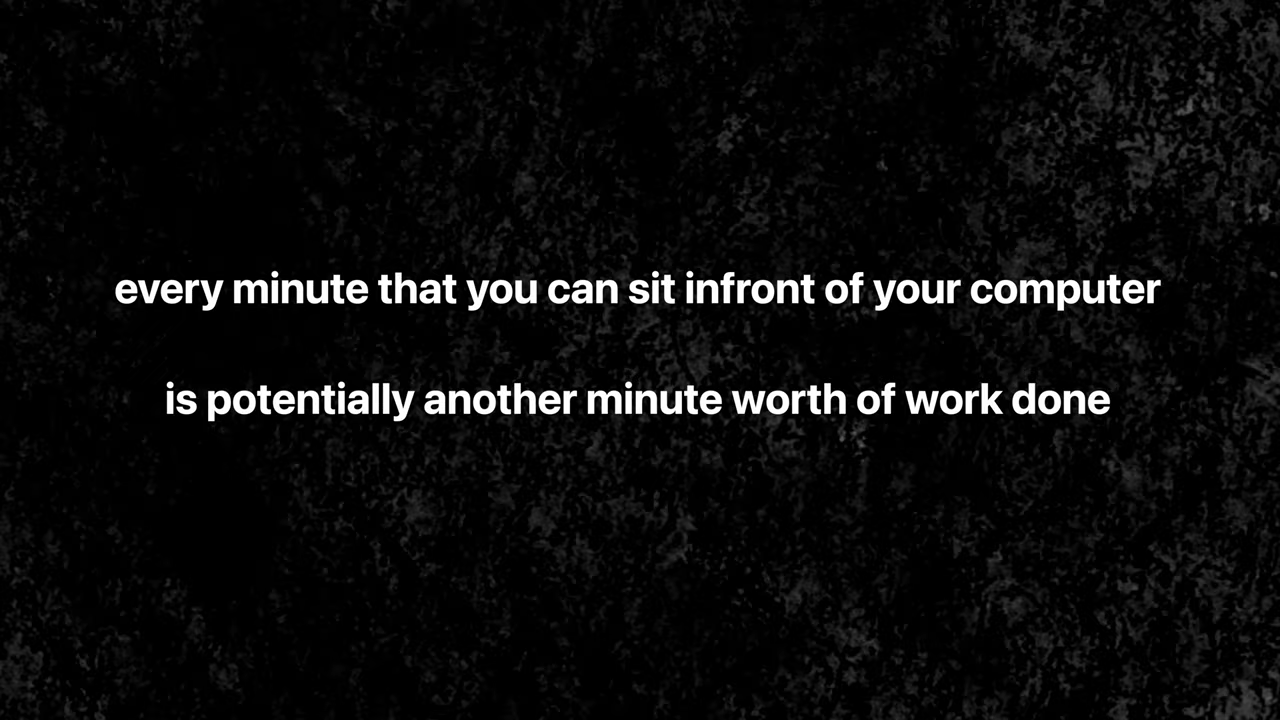 every minute that you can sit infront of your computer
is potentially another minute worth of work done